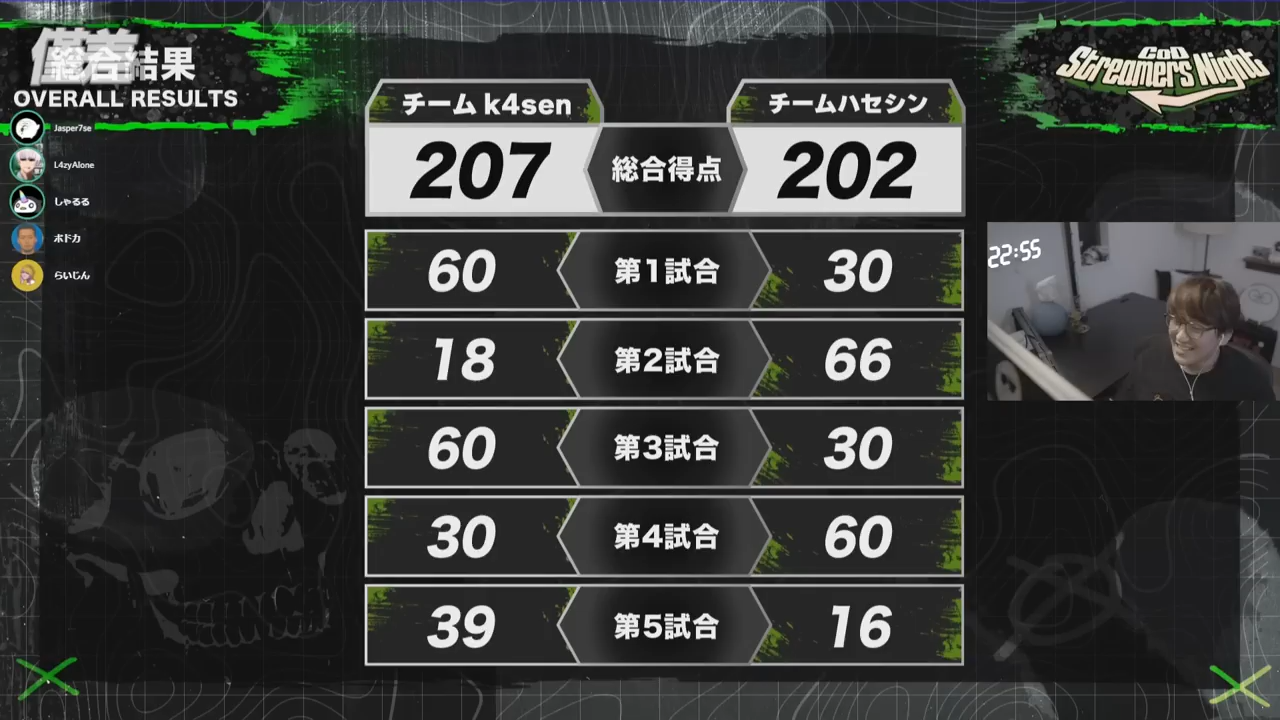 僅差
総合結果
OVERALL RESULTS
Jasper7se
L4zyAlone
しゃるる
ボドカ
らいじん
CoD
Streamers Night
チーム k4sen
チームハセシン
207
総合得点
202
60
第1試合
30
18
第2試合
66
60
第3試合
30
30
第4試合
60
39
第5試合
16
22:55